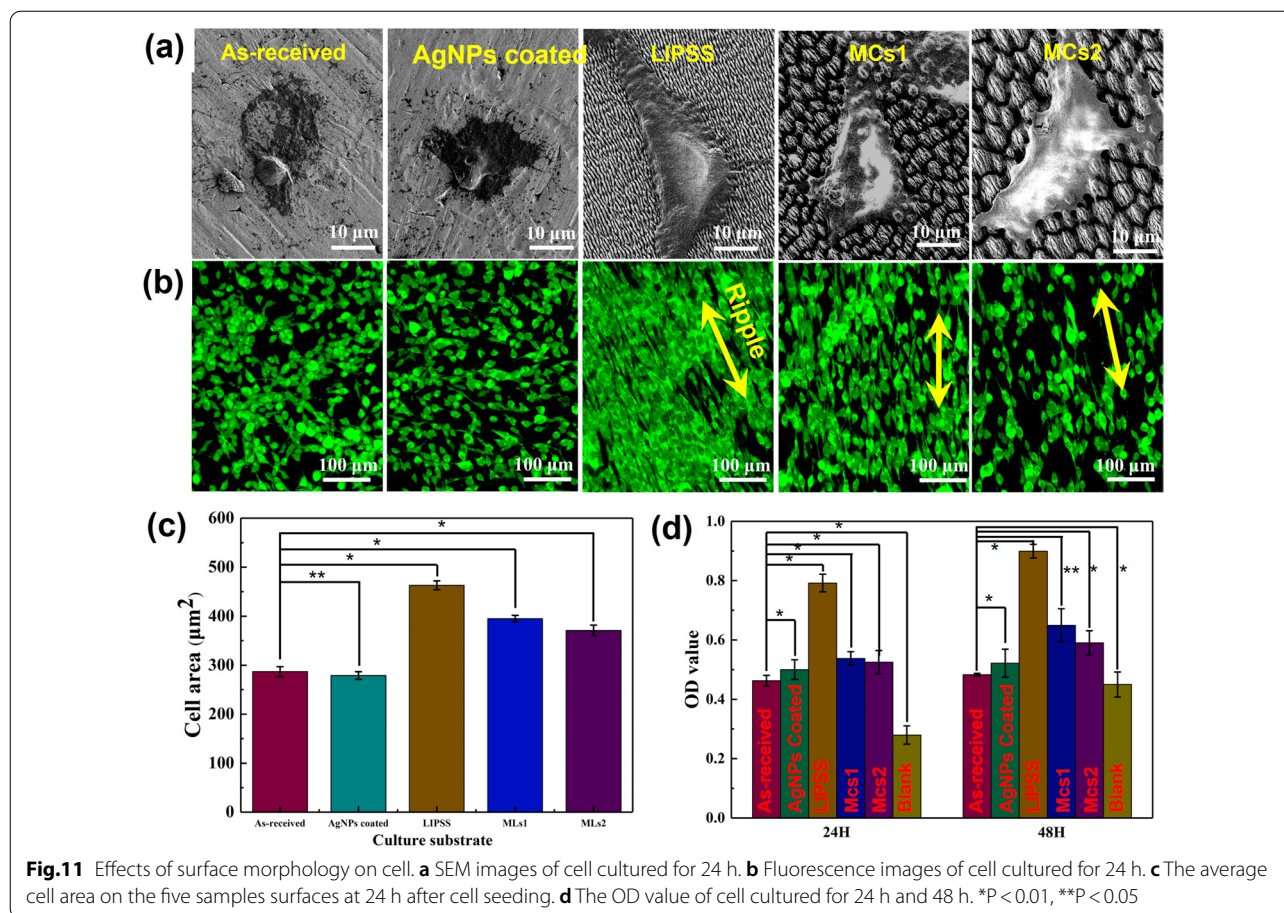 (a)
As-received
AgNPs coated
LIPSS
MCs1
MCs2
10 µm
10 µm
10 µm
10 µm
10 µm
(b)
Ripple
100 µm
100 µm
100 µm
100 µm
100 µm
(c)
600
500
400
300
200
100
0
Cell area (µm²)
*
*
*
**
As-received
AgNPs coated
LIPSS
MLs1
MLs2
Culture substrate
(d)
1.0
0.8
0.6
0.4
0.2
0.0
OD value
*
*
*
*
*
As-received
AgNPs Coated
LIPSS
Mcs1
Mcs2
Blank
24H
*
*
**
*
*
As-received
AgNPs Coated
LIPSS
Mcs1
Mcs2
Blank
48H
Fig.11 Effects of surface morphology on cell. a SEM images of cell cultured for 24 h. b Fluorescence images of cell cultured for 24 h. c The average
cell area on the five samples surfaces at 24 h after cell seeding. d The OD value of cell cultured for 24 h and 48 h. *P < 0.01, **P < 0.05